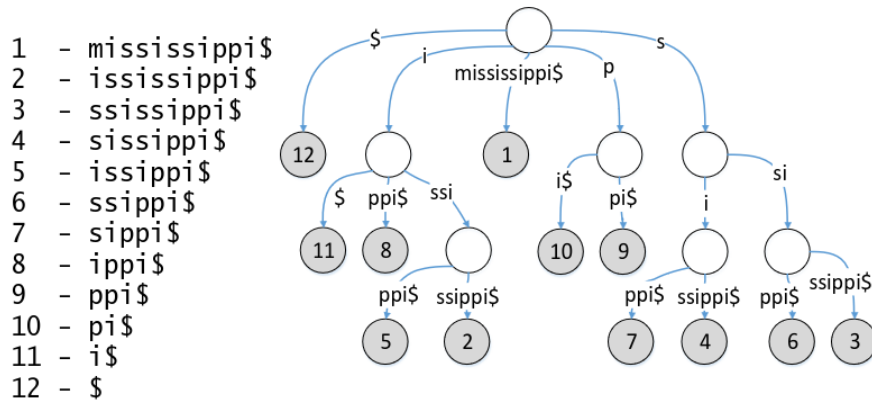 1 - mississippi$
2 - ississippi$
3 - ssissippi$
4 - sissippi$
5 - issippi$
6 - ssippi$
7 - sippi$
8 - ippi$
9 - ppi$
10 - pi$
11 - i$
12 - $
$ i mississippi$ p s
12 1
$ ppi$ ssi i$ pi$ i si
11 8 10 9
ppi$ ssippi$ ppi$ ssippi$ ppi$ ssippi$
5 2 7 4 6 3